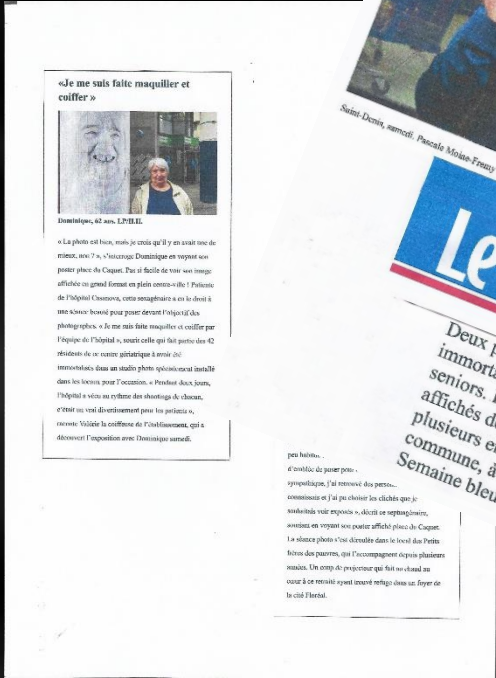 «Je me suis faite maquiller et
coiffer »
Dominique, 62 ans. LP/H.H.
« La photo est bien, mais je crois qu'il y en avait une de
mieux, non ? », s'interroge Dominique en voyant son
poster place du Caquet. Pas si facile de voir son image
affichée en grand format en plein centre-ville ! Patiente
de l'hôpital Casanova, cette sexagénaire a eu le droit à
une séance beauté pour poser devant l'objectif des
photographes. « Je me suis faite maquiller et coiffer par
l'équipe de l'hôpital », sourit celle qui fait partie des 42
résidents de ce centre gériatrique à avoir été
immortalisés dans un studio photo spécialement installé
dans les locaux pour l'occasion. « Pendant deux jours,
l'hôpital a vécu au rythme des shootings de chacun,
c'était un vrai divertissement pour les patients »,
raconte Valérie la coiffeuse de l'établissement, qui a
découvert l'exposition avec Dominique samedi.
Saint-Denis, samedi. Pascale Moine-Fremy
Le
Deux p
immorta
seniors.
affichés d
plusieurs e
commune, à
Semaine bleu
peu
d'emblée de poser pour
sympathique, j'ai retrouvé des
connaissais et j'ai pu choisir les clichés que je
souhaitais voir exposés », décrit ce septuagénaire,
souriant en voyant son poster affiché place du Caquet.
La séance photo s'est déroulée dans le local des Petits
frères des pauvres, qui l'accompagnent depuis plusieurs
années. Un coup de projecteur qui fait au chaud au
cœur à ce retraité ayant trouvé refuge dans un foyer de
la cité Floréal.